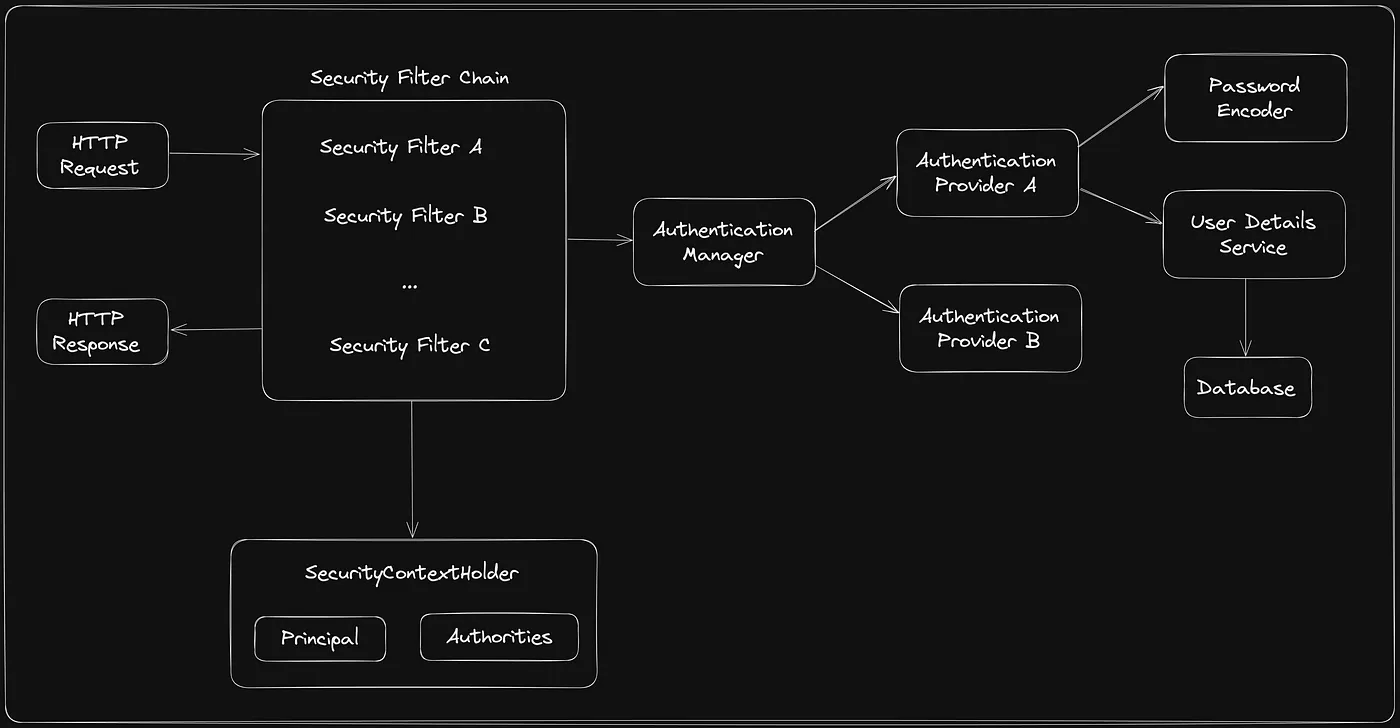 Security Filter Chain
HTTP
Request
Security Filter A
Security Filter B
...
Security Filter C
HTTP
Response
Authentication
Manager
Authentication
Provider A
Authentication
Provider B
Password
Encoder
User Details
Service
Database
SecurityContextHolder
Principal
Authorities